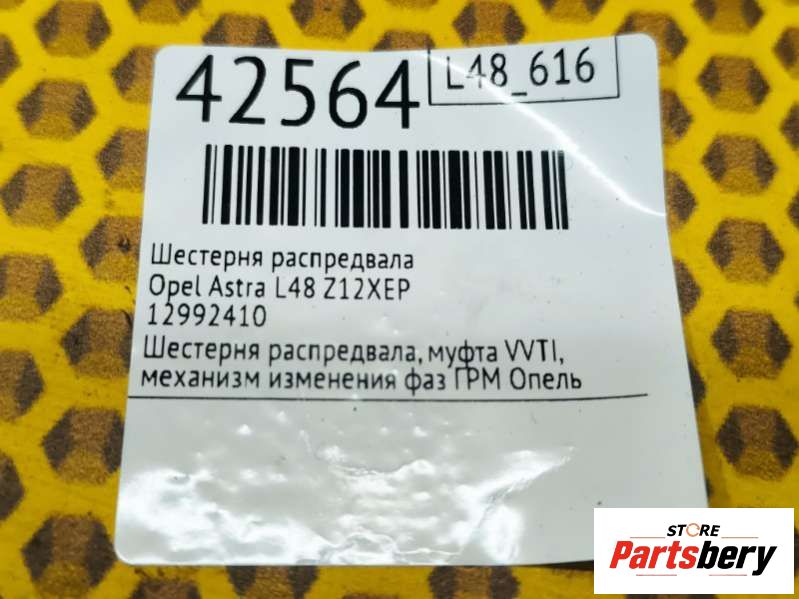 42564
L48_616
Шестерня распредвала
Opel Astra L48 Z12XEP
12992410
Шестерня распредвала, муфта VVTI,
механизм изменения фаз ГРМ Опель
STORE
Partsbery